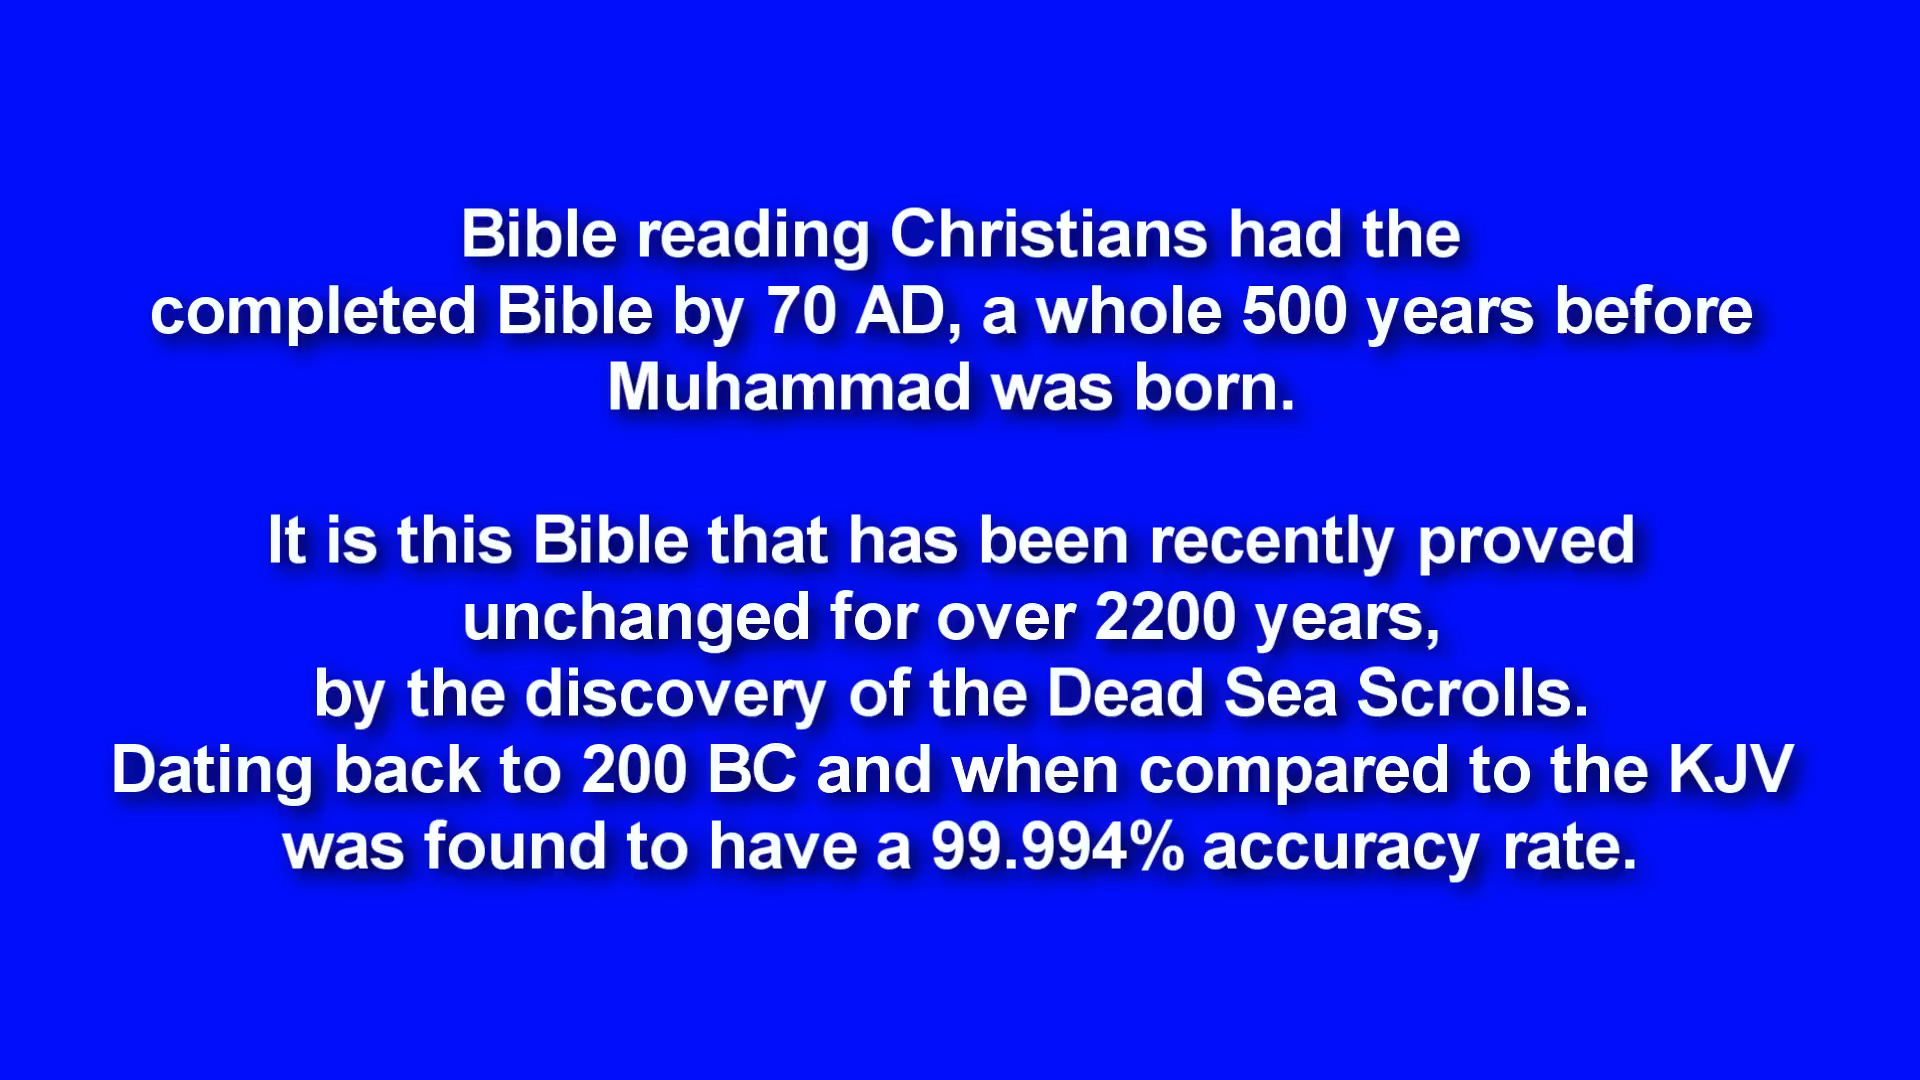 Bible reading Christians had the
completed Bible by 70 AD, a whole 500 years before
Muhammad was born.
It is this Bible that has been recently proved
unchanged for over 2200 years,
by the discovery of the Dead Sea Scrolls.
Dating back to 200 BC and when compared to the KJV
was found to have a 99.994% accuracy rate.